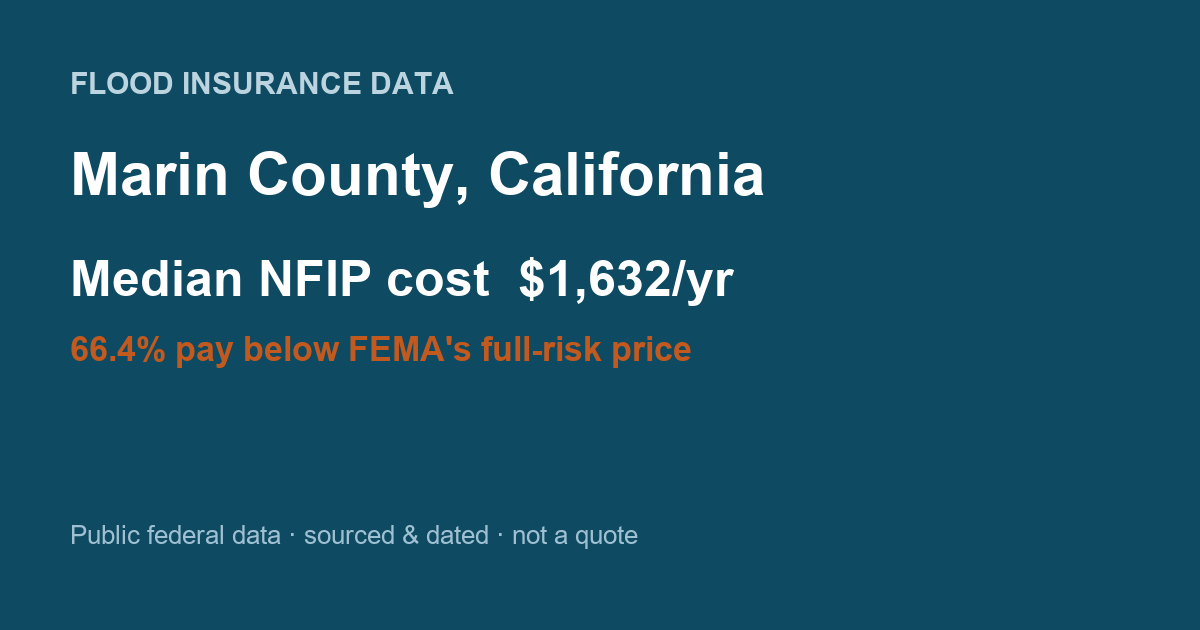 FLOOD INSURANCE DATA
Marin County, California
Median NFIP cost  $1,632/yr
66.4% pay below FEMA's full-risk price
Public federal data · sourced & dated · not a quote